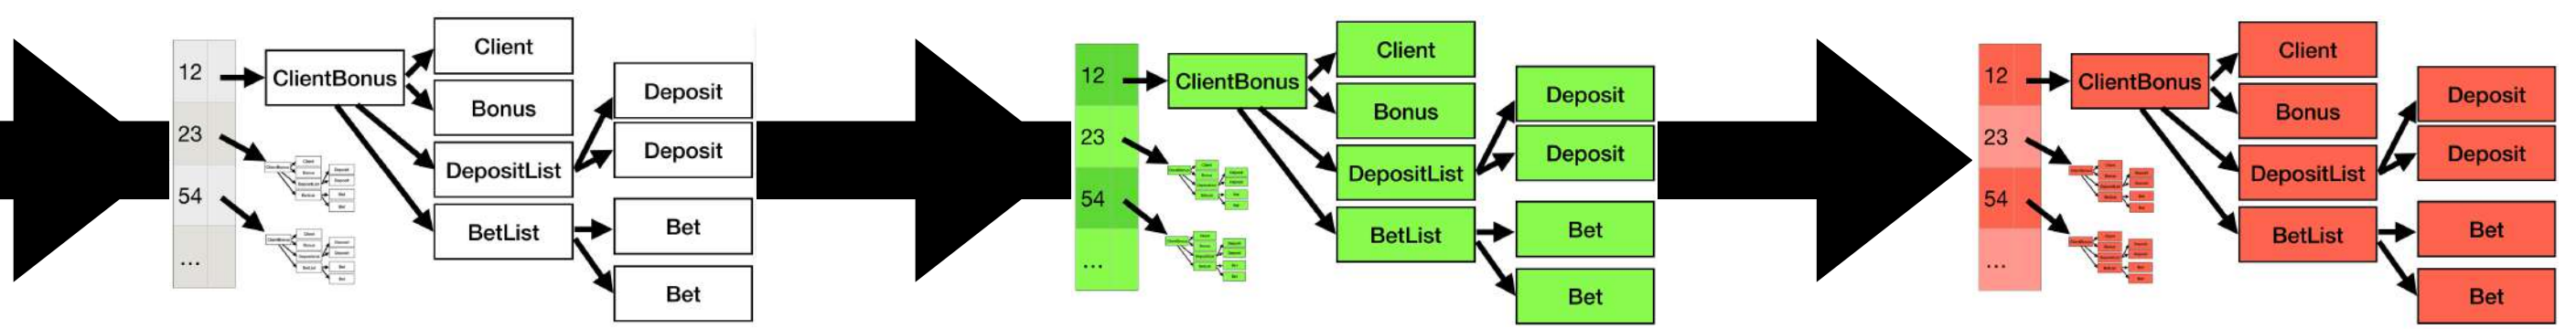 12
23
54
...
ClientBonus
Client
Bonus
DepositList
BetList
Deposit
Deposit
Bet
Bet
12
23
54
...
ClientBonus
Client
Bonus
DepositList
BetList
Deposit
Deposit
Bet
Bet
12
23
54
...
ClientBonus
Client
Bonus
DepositList
BetList
Deposit
Deposit
Bet
Bet